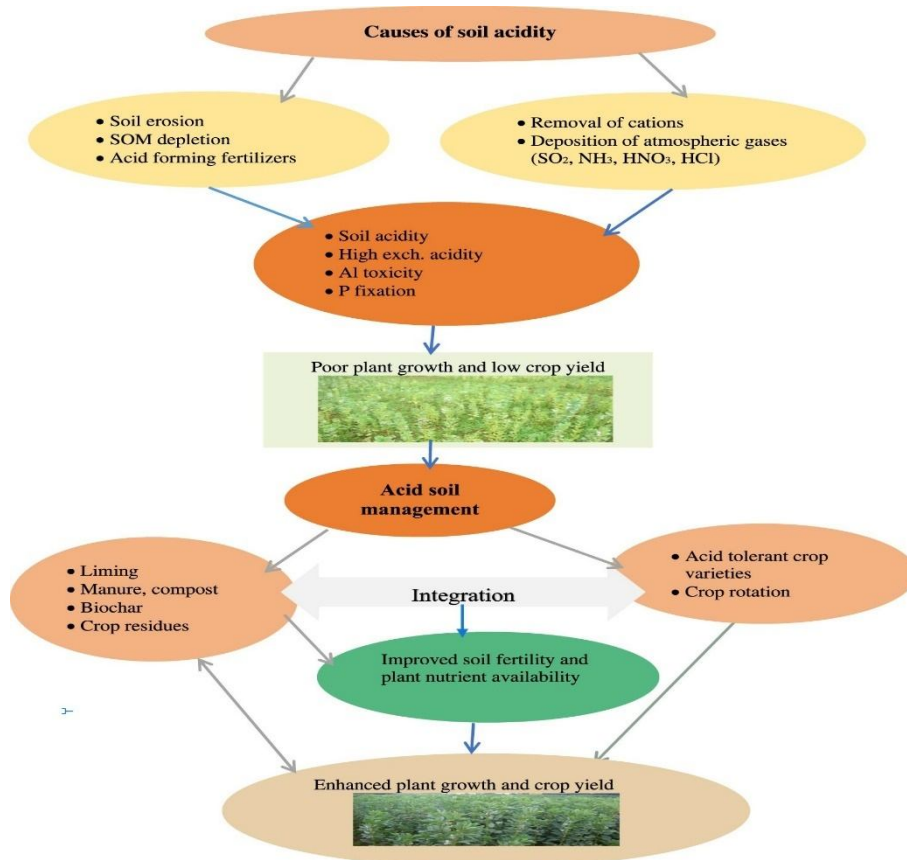 Causes of soil acidity
• Soil erosion
• SOM depletion
• Acid forming fertilizers
• Removal of cations
• Deposition of atmospheric gases
(SO₂, NH₃, HNO₃, HCl)
• Soil acidity
• High exch. acidity
• Al toxicity
• P fixation
Poor plant growth and low crop yield
Acid soil
management
• Liming
• Manure, compost
• Biochar
• Crop residues
Integration
• Acid tolerant crop
varieties
• Crop rotation
Improved soil fertility and
plant nutrient availability
Enhanced plant growth and crop yield